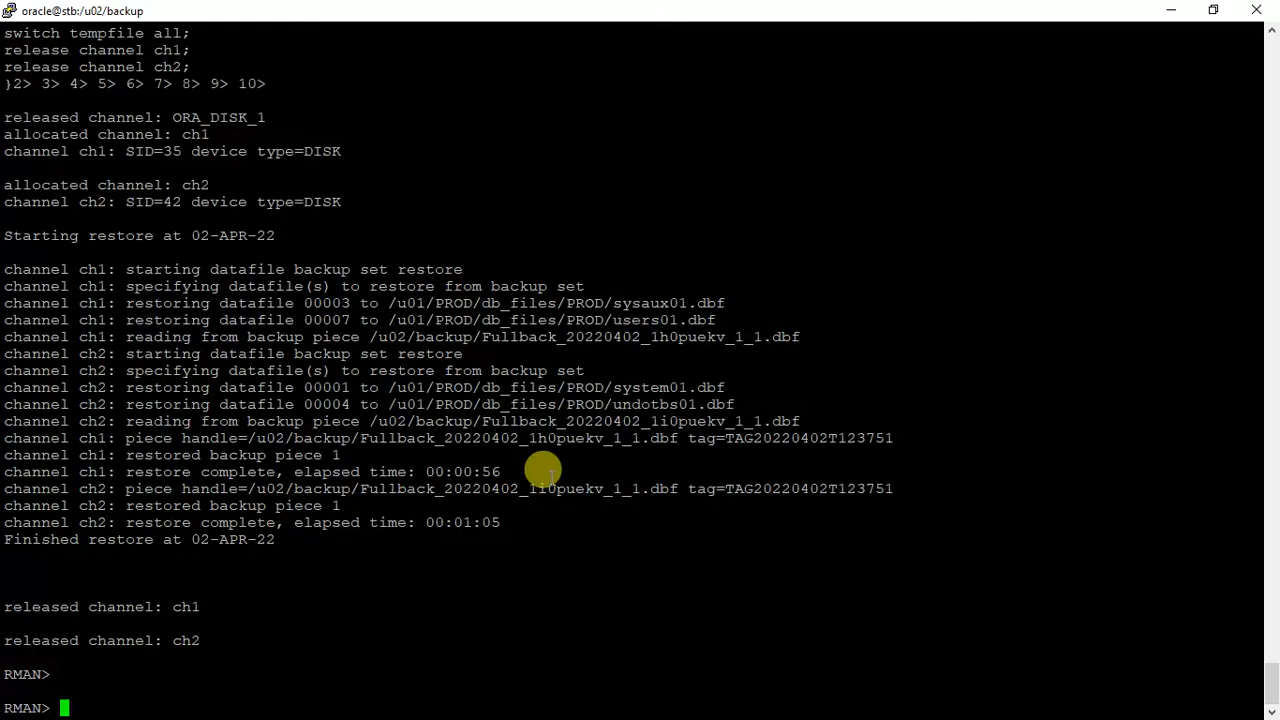 oracle@stb:/u02/backup
switch tempfile all;
release channel ch1;
release channel ch2;
}2> 3> 4> 5> 6> 7> 8> 9> 10>
released channel: ORA_DISK_1
allocated channel: ch1
channel ch1: SID=35 device type=DISK
allocated channel: ch2
channel ch2: SID=42 device type=DISK
Starting restore at 02-APR-22
channel ch1: starting datafile backup set restore
channel ch1: specifying datafile(s) to restore from backup set
channel ch1: restoring datafile 00003 to /u01/PROD/db_files/PROD/sysaux01.dbf
channel ch1: restoring datafile 00007 to /u01/PROD/db_files/PROD/users01.dbf
channel ch1: reading from backup piece /u02/backup/Fullback_20220402_1h0puekv_1_1.dbf
channel ch2: starting datafile backup set restore
channel ch2: specifying datafile(s) to restore from backup set
channel ch2: restoring datafile 00001 to /u01/PROD/db_files/PROD/system01.dbf
channel ch2: restoring datafile 00004 to /u01/PROD/db_files/PROD/undotbs01.dbf
channel ch2: reading from backup piece /u02/backup/Fullback_20220402_1i0puekv_1_1.dbf
channel ch1: piece handle=/u02/backup/Fullback_20220402_1h0puekv_1_1.dbf tag=TAG20220402T123751
channel ch1: restored backup piece 1
channel ch1: restore complete, elapsed time: 00:00:56
channel ch2: piece handle=/u02/backup/Fullback_20220402_1i0puekv_1_1.dbf tag=TAG20220402T123751
channel ch2: restored backup piece 1
channel ch2: restore complete, elapsed time: 00:01:05
Finished restore at 02-APR-22
released channel: ch1
released channel: ch2
RMAN>
RMAN>